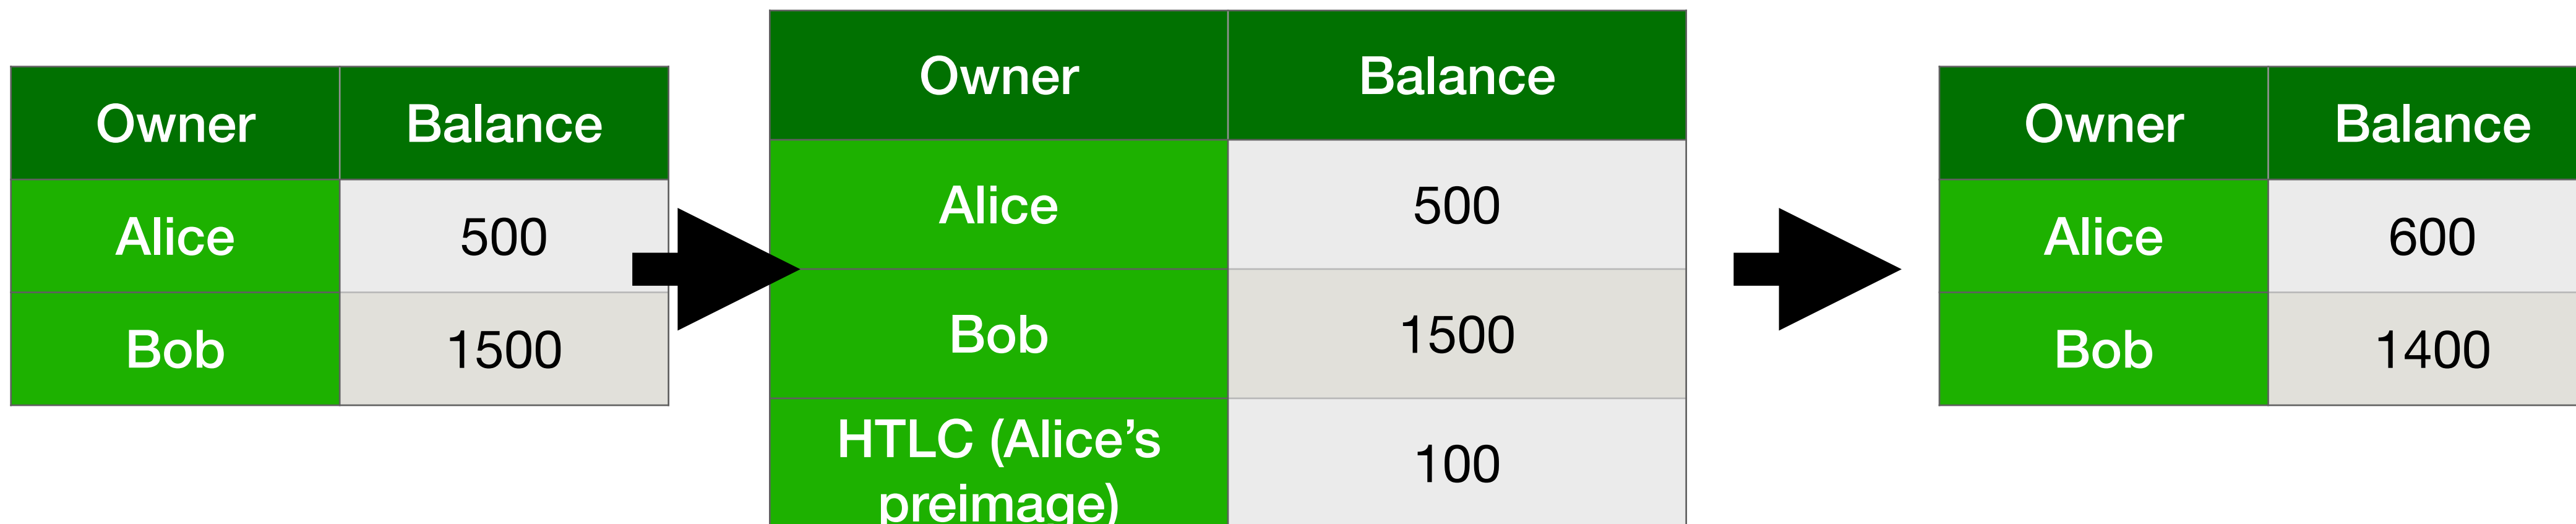 Owner Balance
Alice 500
Bob 1500
Owner Balance
Alice 500
Bob 1500
HTLC (Alice’s
preimage) 
100
Owner Balance
Alice 600
Bob 1400